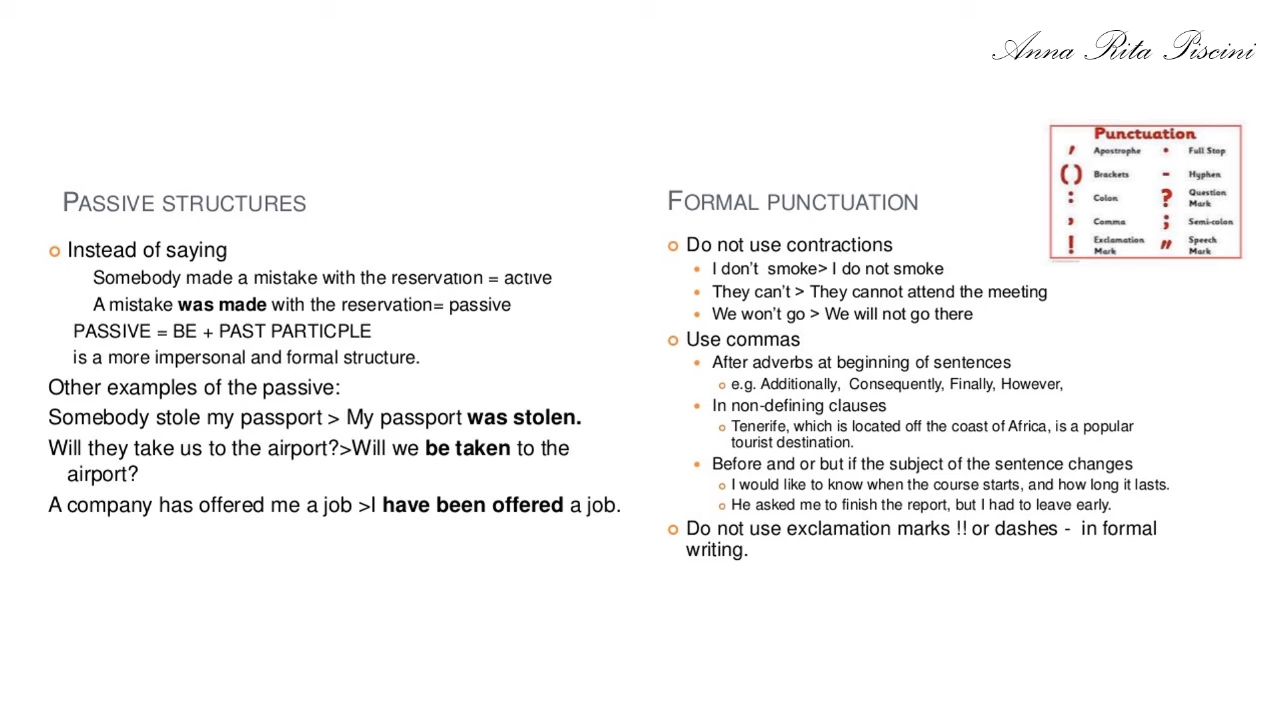 Anna Rita Piscini
PASSIVE STRUCTURES
Instead of saying
Somebody made a mistake with the reservation = active
A mistake was made with the reservation= passive
PASSIVE = BE + PAST PARTICPLE
is a more impersonal and formal structure.
Other examples of the passive:
Somebody stole my passport > My passport was stolen.
Will they take us to the airport?>Will we be taken to the
airport?
A company has offered me a job >I have been offered a job.
FORMAL PUNCTUATION
Do not use contractions
I don't  smoke> I do not smoke
They can't > They cannot attend the meeting
We won't go > We will not go there
Use commas
After adverbs at beginning of sentences
e.g. Additionally,  Consequently, Finally, However,
In non-defining clauses
Tenerife, which is located off the coast of Africa, is a popular
tourist destination.
Before and or but if the subject of the sentence changes
I would like to know when the course starts, and how long it lasts.
He asked me to finish the report, but I had to leave early.
Do not use exclamation marks !! or dashes -  in formal
writing.
Punctuation
' Apostrophe . Full Stop
( ) Brackets - Hyphen
: Colon ? Question
Mark
, Comma ; Semi-colon
! Exclamation
Mark " Speech
Mark